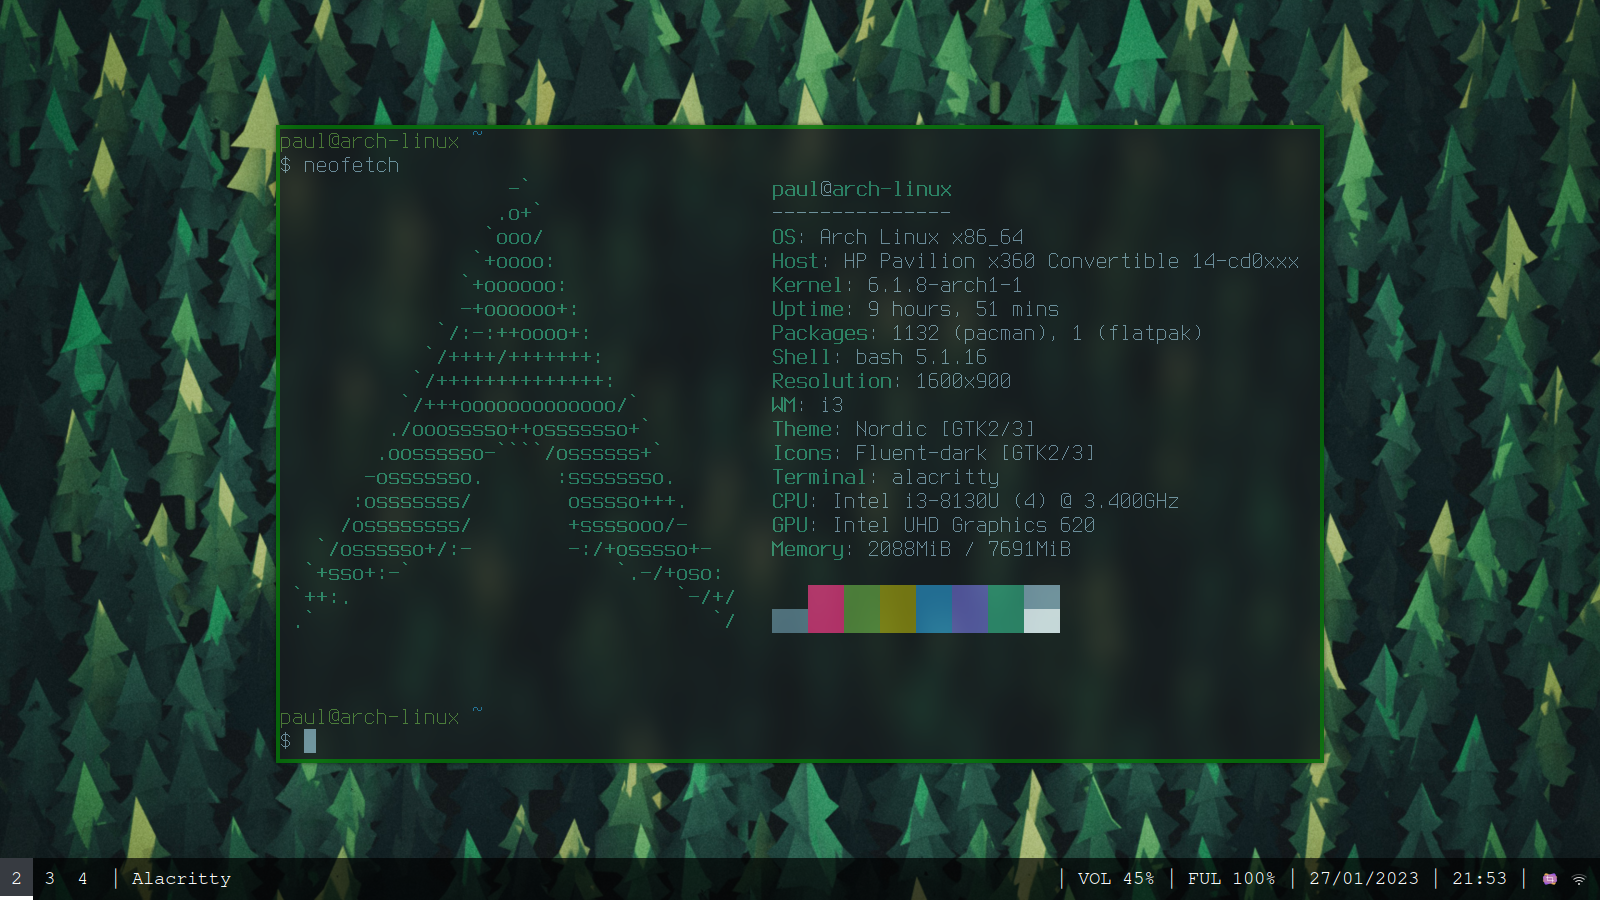 paul@arch-linux ~
$ neofetch
-`
.o+`
`ooo/
`+oooo:
`+oooooo:
-+oooooo+:
`/:-:++oooo+:
`/++++/+++++++:
`/++++++++++++++:
`/+++ooooooooooooo/`
./ooosssso++osssssso+`
.oossssso-````/ossssss+`
-osssssso.      :ssssssso.
:osssssss/        osssso+++.
/ossssssss/        +ssssooo/-
`/ossssso+/:-        -:/+osssso+-
`+sso+:-`                 `.-/+oso:
`++:.                           `-/+/
.`                                 `/
paul@arch-linux
---------------
OS: Arch Linux x86_64
Host: HP Pavilion x360 Convertible 14-cd0xxx
Kernel: 6.1.8-arch1-1
Uptime: 9 hours, 51 mins
Packages: 1132 (pacman), 1 (flatpak)
Shell: bash 5.1.16
Resolution: 1600x900
WM: i3
Theme: Nordic [GTK2/3]
Icons: Fluent-dark [GTK2/3]
Terminal: alacritty
CPU: Intel i3-8130U (4) @ 3.400GHz
GPU: Intel UHD Graphics 620
Memory: 2088MiB / 7691MiB
paul@arch-linux ~
$
2 3 4 | Alacritty | VOL 45% | FUL 100% | 27/01/2023 | 21:53 |